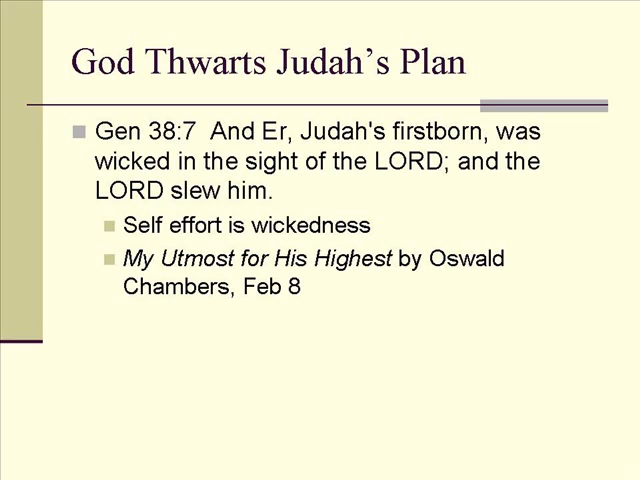 God Thwarts Judah’s Plan
Gen 38:7  And Er, Judah's firstborn, was
wicked in the sight of the LORD; and the
LORD slew him.
Self effort is wickedness
My Utmost for His Highest by Oswald
Chambers, Feb 8